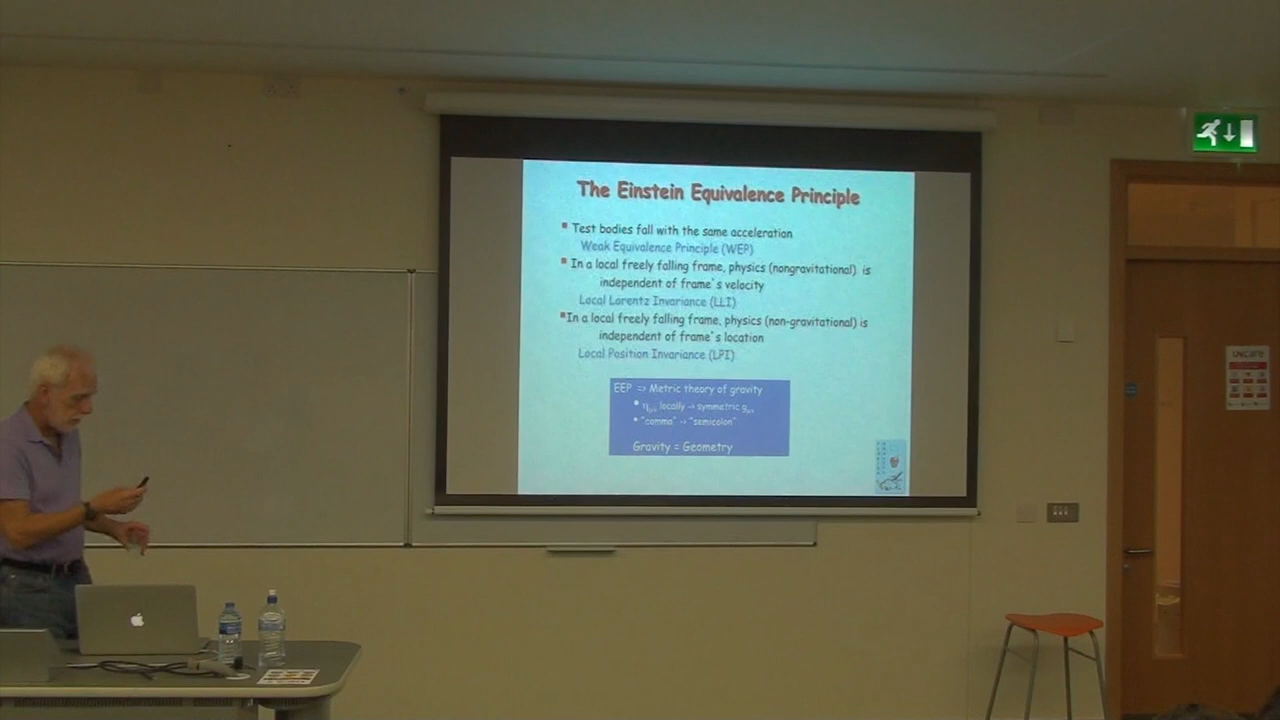 The Einstein Equivalence Principle
Test bodies fall with the same acceleration
Weak Equivalence Principle (WEP)
In a local freely falling frame, physics (nongravitational) is
independent of frame's velocity
Local Lorentz Invariance (LLI)
In a local freely falling frame, physics (non-gravitational) is
independent of frame's location
Local Position Invariance (LPI)
EEP => Metric theory of gravity
ημν locally -> symmetric gμν
"comma" -> "semicolon"
Gravity = Geometry